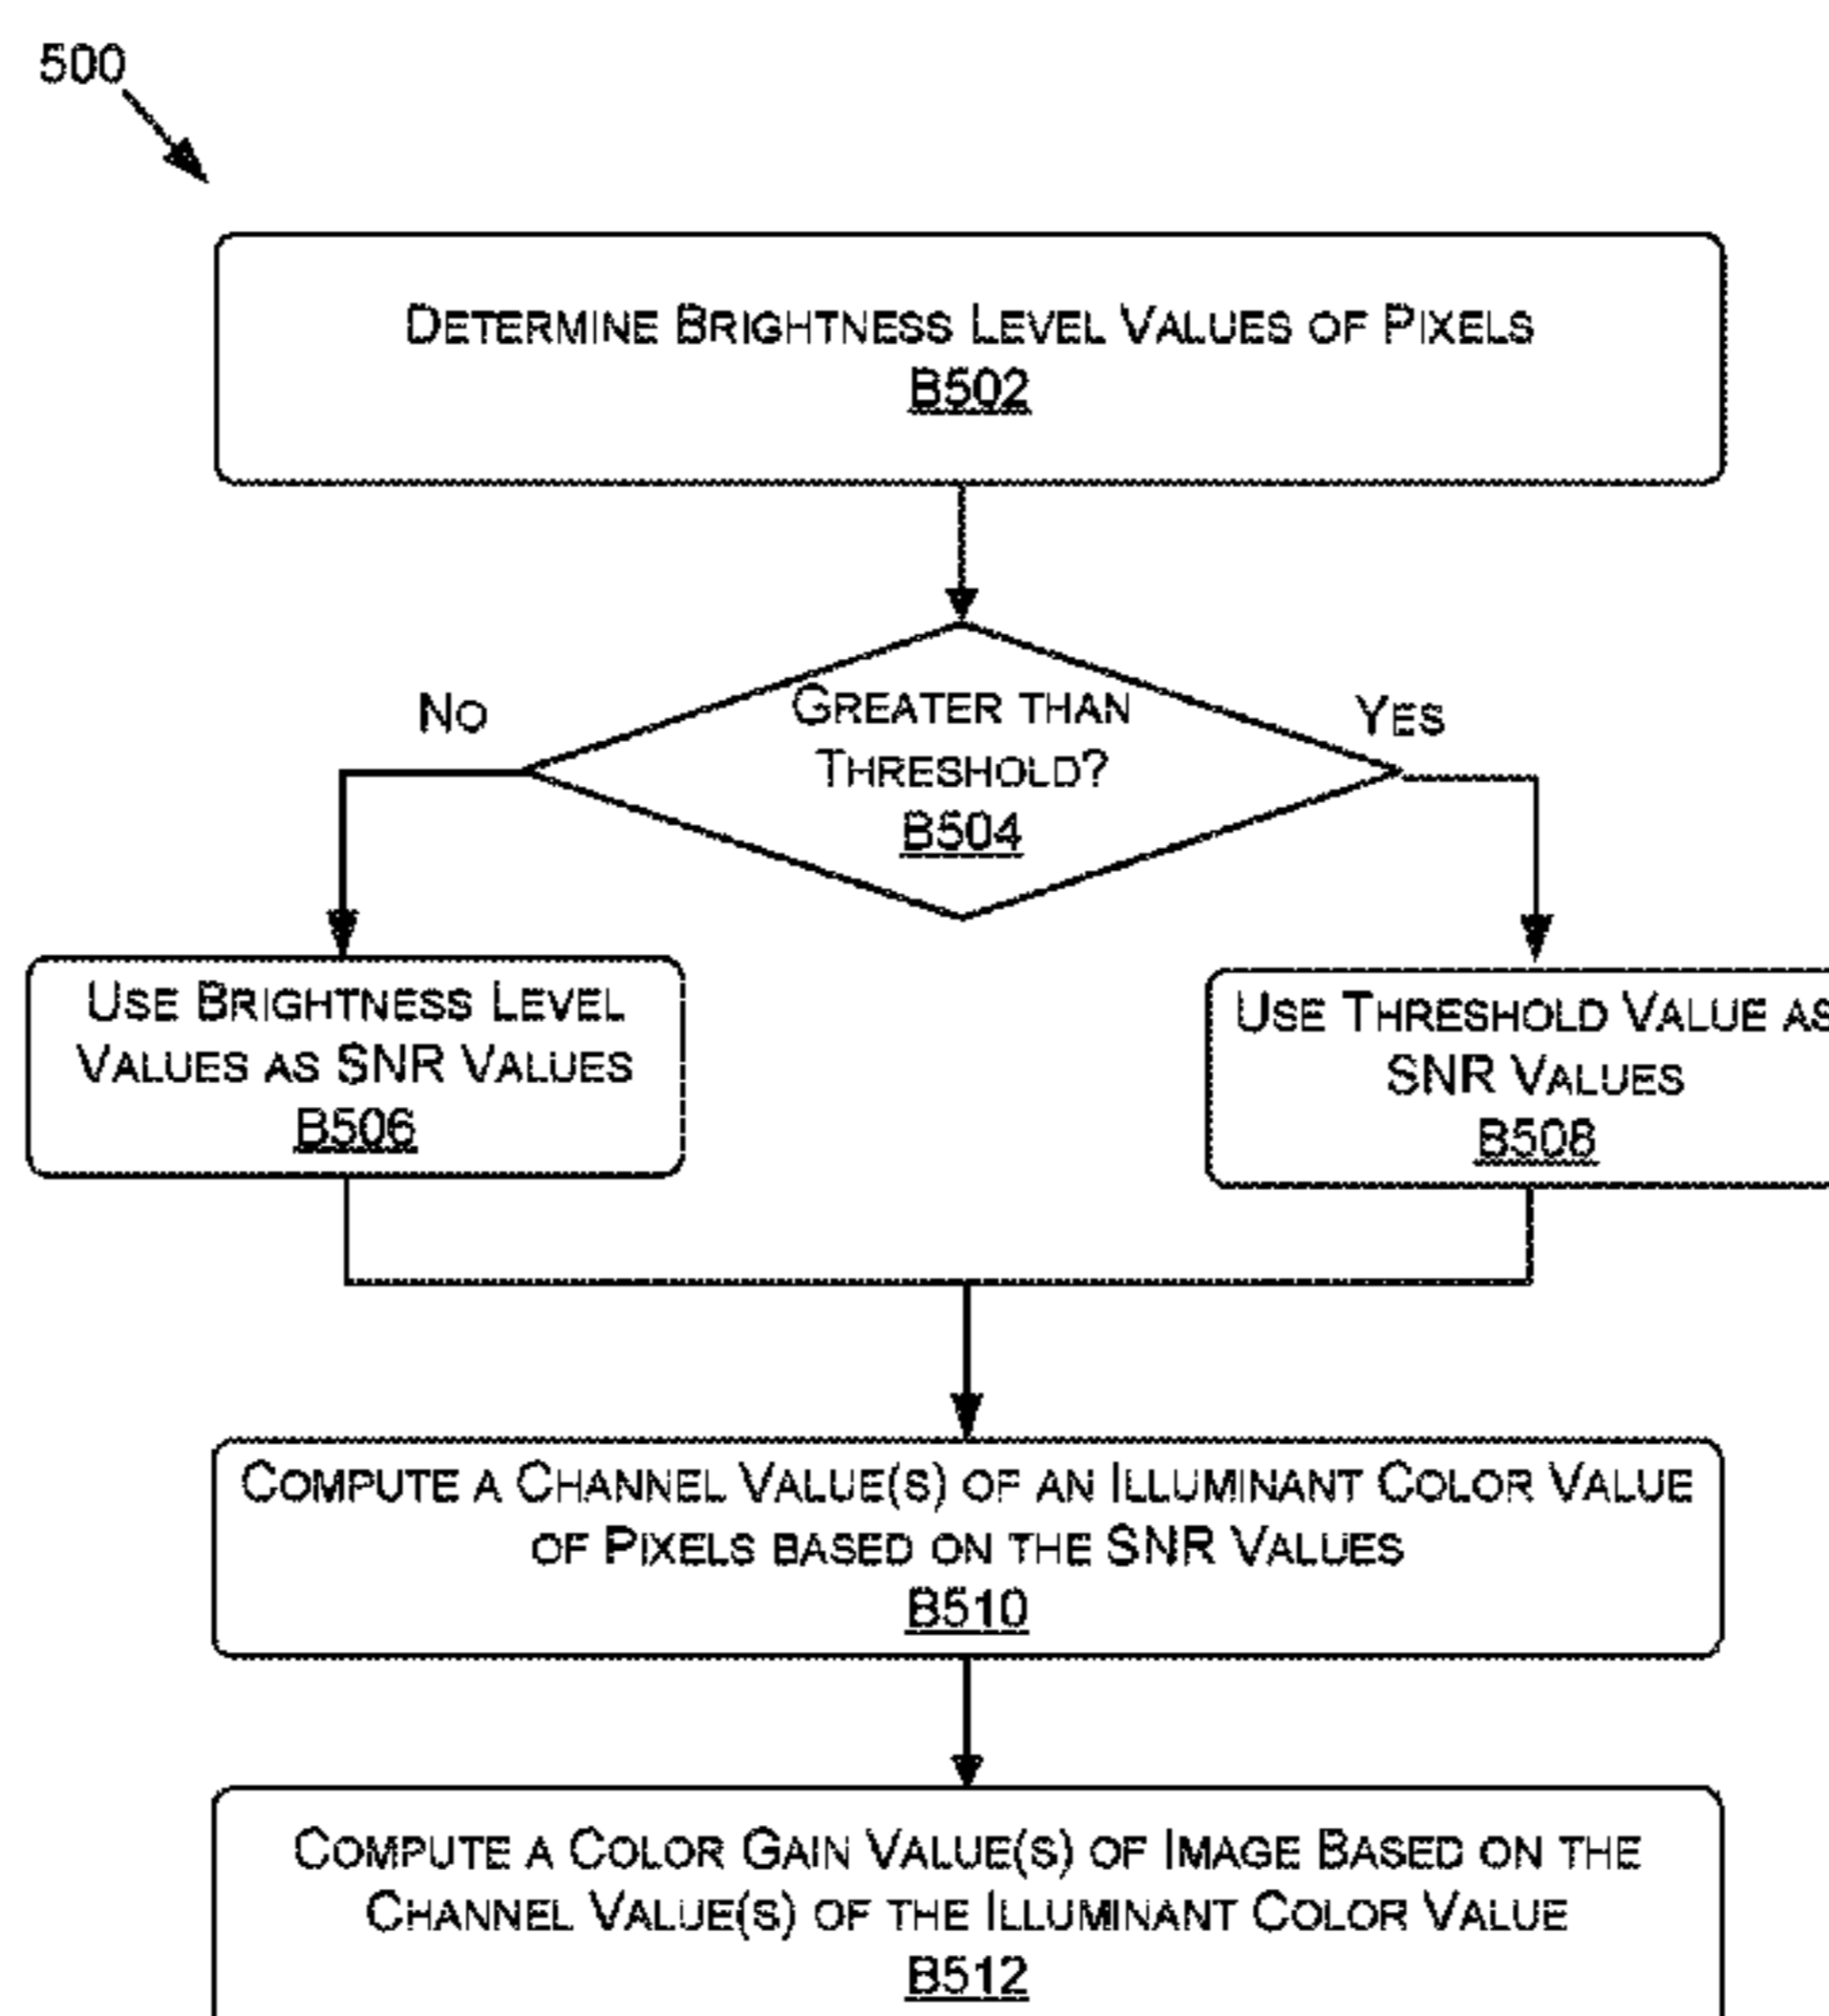 500
DETERMINE BRIGHTNESS LEVEL VALUES OF PIXELS
B502
GREATER THAN
THRESHOLD?
B504
NO
YES
USE BRIGHTNESS LEVEL
VALUES AS SNR VALUES
B506
USE THRESHOLD VALUE AS
SNR VALUES
B508
COMPUTE A CHANNEL VALUE(S) OF AN ILLUMINANT COLOR VALUE
OF PIXELS BASED ON THE SNR VALUES
B510
COMPUTE A COLOR GAIN VALUE(S) OF IMAGE BASED ON THE
CHANNEL VALUE(S) OF THE ILLUMINANT COLOR VALUE
B512